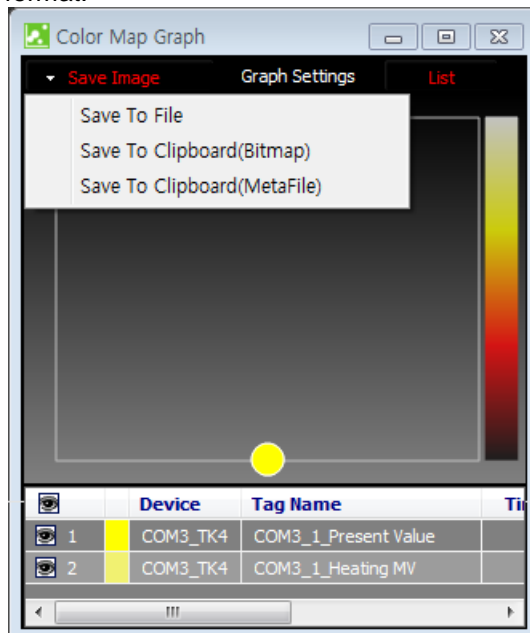 Color Map Graph
Save Image Graph Settings List
Save To File
Save To Clipboard(Bitmap)
Save To Clipboard(MetaFile)
Device Tag Name
1 COM3_TK4 COM3_1_Present Value
2 COM3_TK4 COM3_1_Heating MV